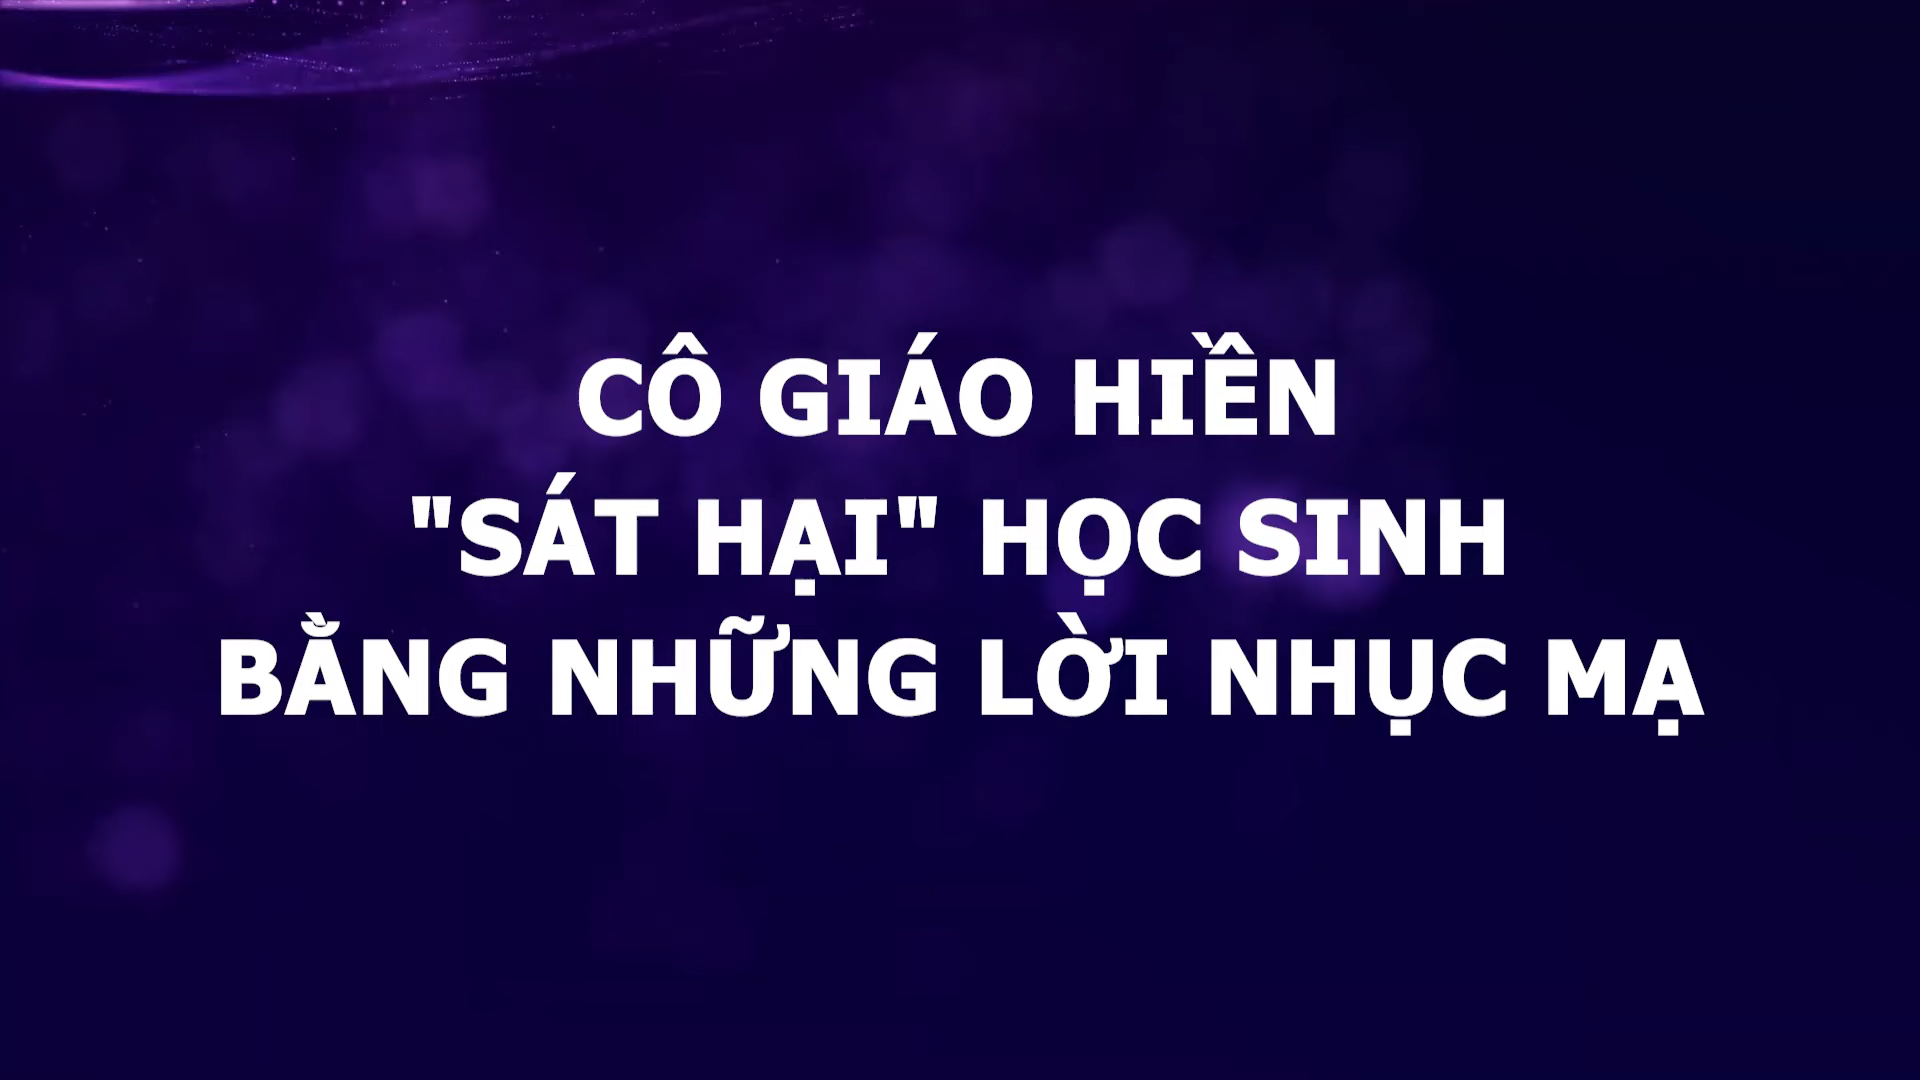 CÔ GIÁO HIỀN
"SÁT HẠI" HỌC SINH
BẰNG NHỮNG LỜI NHỤC MẠ